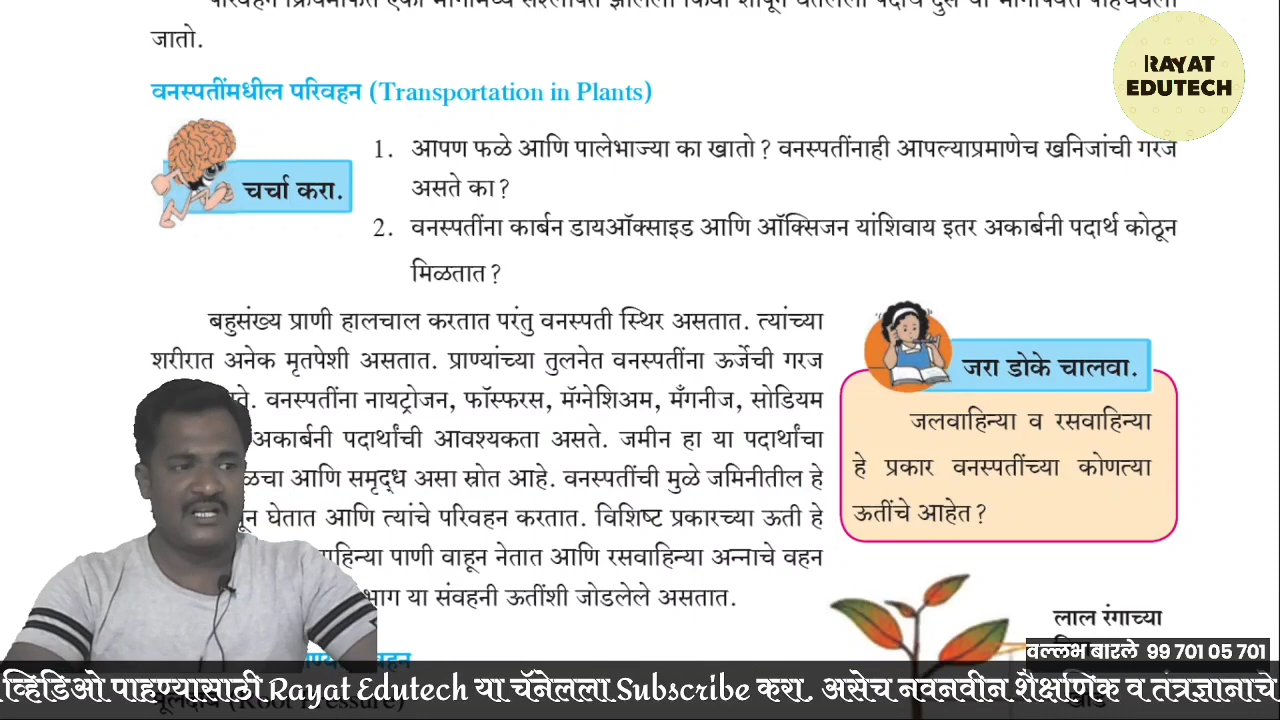 जातो.
RAYAT
EDUTECH
वनस्पतींमधील परिवहन (Transportation in Plants)
चर्चा करा.
1. आपण फळे आणि पालेभाज्या का खातो ? वनस्पतींनाही आपल्याप्रमाणेच खनिजांची गरज
असते का ?
2. वनस्पतींना कार्बन डायऑक्साइड आणि ऑक्सिजन यांशिवाय इतर अकार्बनी पदार्थ कोठून
मिळतात ?
बहुसंख्य प्राणी हालचाल करतात परंतु वनस्पती स्थिर असतात. त्यांच्या
शरीरात अनेक मृतपेशी असतात. प्राण्यांच्या तुलनेत वनस्पतींना ऊर्जेची गरज
वनस्पतींना नायट्रोजन, फॉस्फरस, मॅग्नेशिअम, मँगनीज, सोडियम
अकार्बनी पदार्थांची आवश्यकता असते. जमीन हा या पदार्थांचा
आणि समृद्ध असा स्रोत आहे. वनस्पतींची मुळे जमिनीतील हे
घेतात आणि त्यांचे परिवहन करतात. विशिष्ट प्रकारच्या ऊती हे
पाणी वाहून नेतात आणि रसवाहिन्या अन्नाचे वहन
भाग या संवहनी ऊतींशी जोडलेले असतात.
जरा डोके चालवा.
जलवाहिन्या व रसवाहिन्या
हे प्रकार वनस्पतींच्या कोणत्या
ऊतींचे आहेत ?
लाल रंगाच्या
वल्लभ बारले 99 701 05 701
व्हिडिओ पाहण्यासाठी Rayat Edutech या चॅनेलला Subscribe करा. असेच नवनवीन शैक्षणिक व तंत्रज्ञानाचे
(Root Pressure)